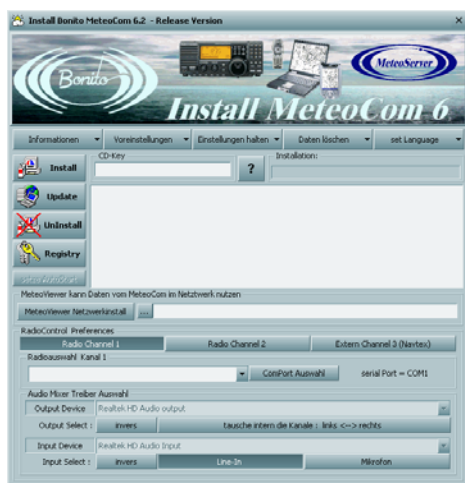 Install Bonito MeteoCom 6.2 - Release Version
Bonito
MeteoServer
Install MeteoCom 6
Informationen
Voreinstellungen
Einstellungen halten
Daten löschen
set Language
CD-Key
Installation:
Install
?
Update
Uninstall
Registry
MeteoViewer kann Daten vom MeteoCom im Netztwerk nutzen
MeteoViewer Netzwerkinstall
...
RadioControl Preferences
Radio Channel 1
Radio Channel 2
Extern Channel 3 (Navtex)
Radioauswahl Kanal 1
ComPort Auswahl
serial Port = COM1
Audio Mixer Treiber Auswahl
Output Device
Realtek HD Audio output
Output Select :
invers
tausche intern die Kanale : links <--> rechts
Input Device
Realtek HD Audio Input
Input Select :
invers
Line-In
Mikrofon